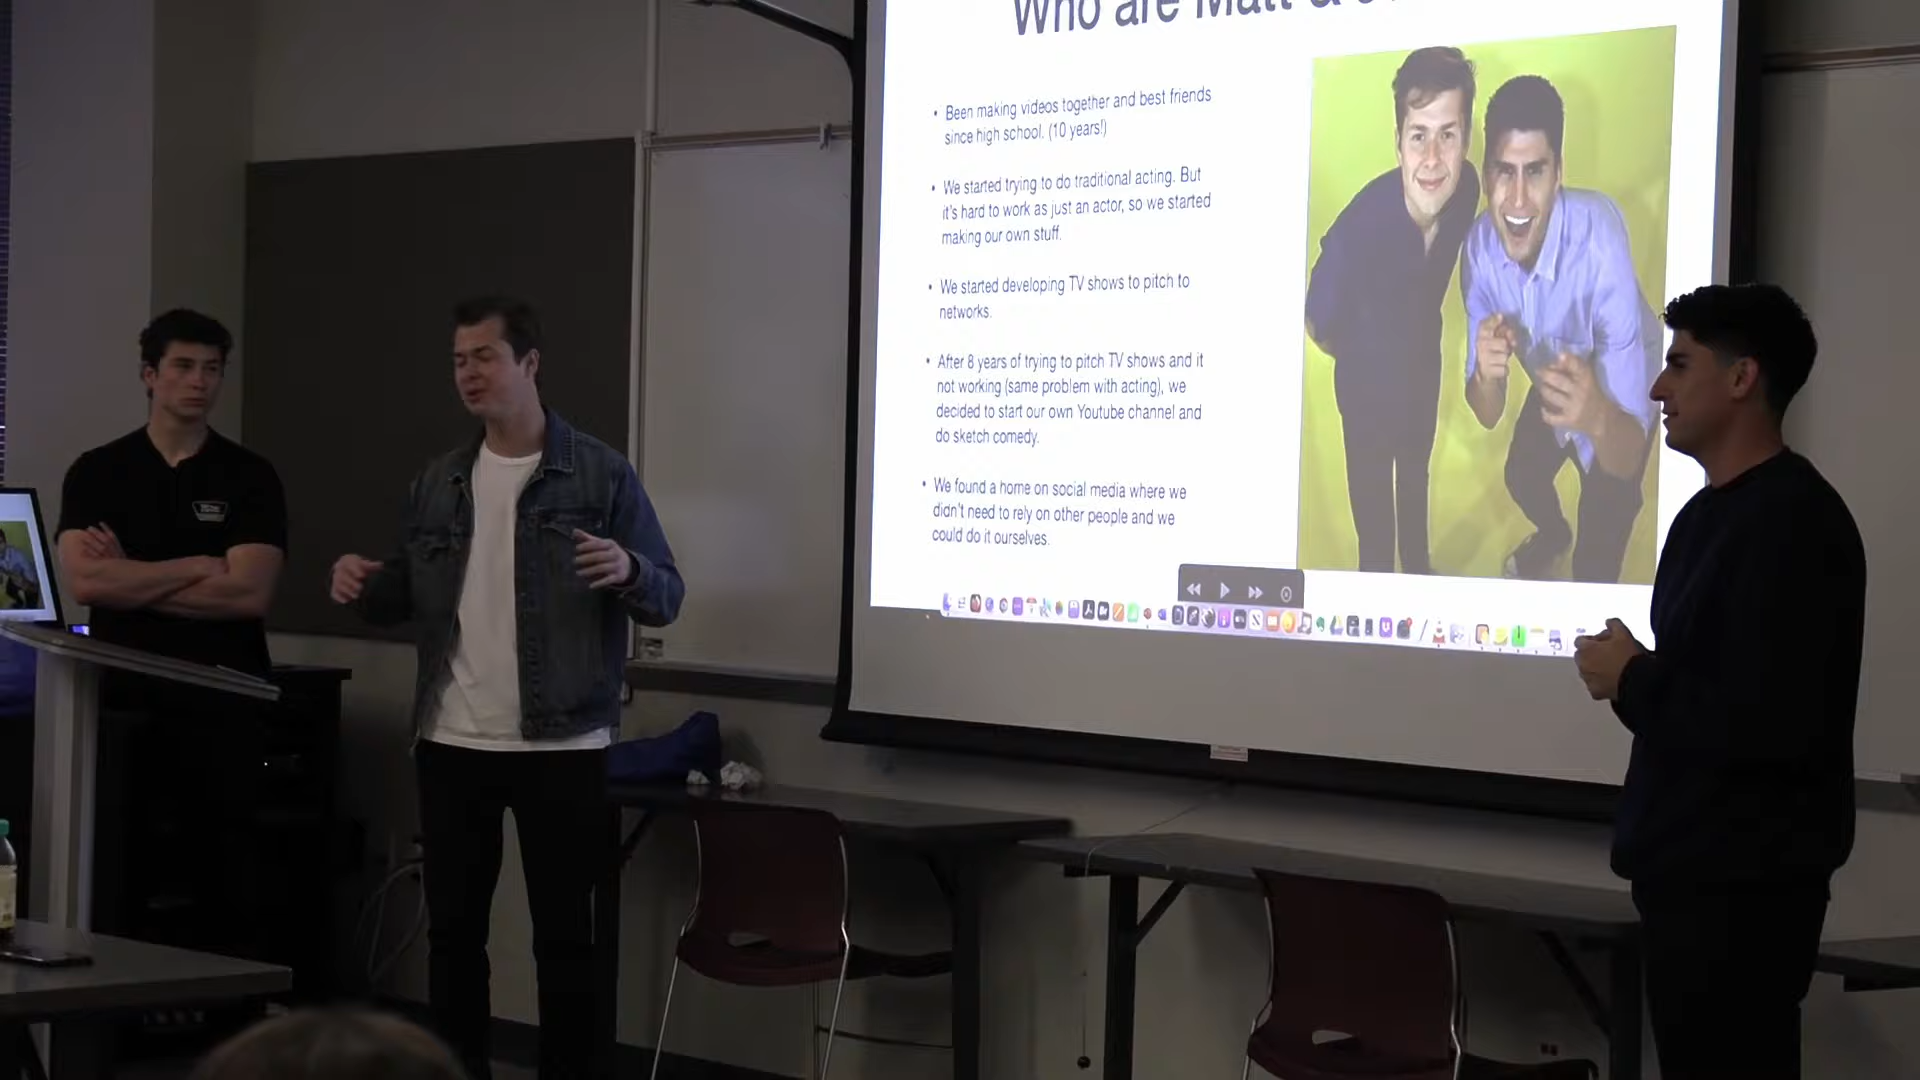 Who are Matt &
• Been making videos together and best friends
since high school. (10 years!)
• We started trying to do traditional acting. But
it's hard to work as just an actor, so we started
making our own stuff.
• We started developing TV shows to pitch to
networks.
• After 8 years of trying to pitch TV shows and it
not working (same problem with acting), we
decided to start our own Youtube channel and
do sketch comedy.
• We found a home on social media where we
didn't need to rely on other people and we
could do it ourselves.